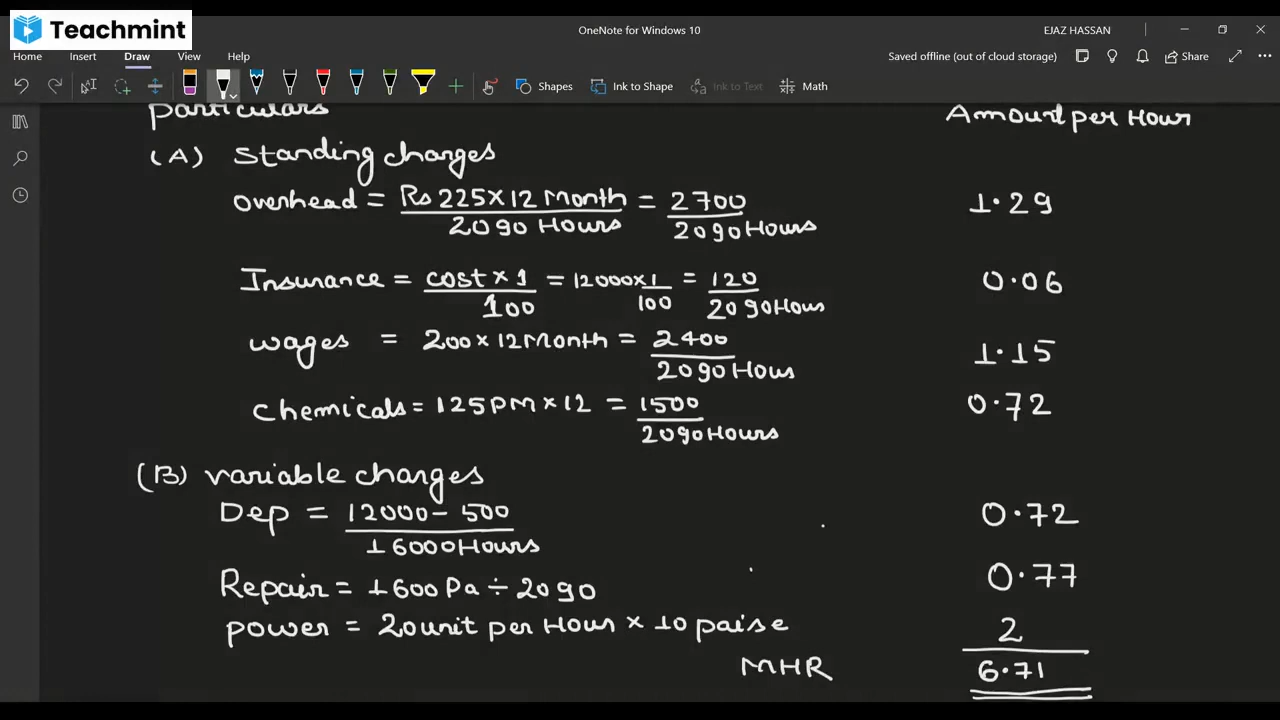 Teachmint
OneNote for Windows 10
EJAZ HASSAN
Home Insert Draw View Help
Saved offline (out of cloud storage)
Share
Shapes Ink to Shape Ink to Text Math
particulars Amount per Hour
(A) Standing charges
overhead = Rs 225 × 12 Month / 2090 Hours = 2700 / 2090 Hours 1.29
Insurance = cost × 1 / 100 = 12000 × 1 / 100 = 120 / 2090 Hours 0.06
wages = 200 × 12 Month = 2400 / 2090 Hous 1.15
chemicals = 125 PM × 12 = 1500 / 2090 Hours 0.72
(B) variable charges
Dep = 12000 - 500 / 16000 Hours 0.72
Repair = 1600 Pa ÷ 2090 0.77
power = 20 unit per Hour × 10 paise 2
MHR 6.71